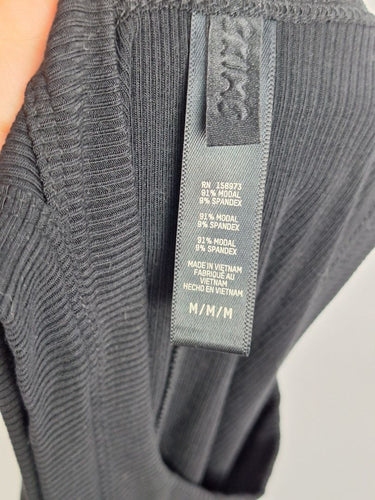 SKIMS
RN 158973
91% MODAL
9% SPANDEX
91% MODAL
9% SPANDEX
91% MODAL
9% SPANDEX
MADE IN VIETNAM
FABRIQUÉ AU
VIETNAM
HECHO EN VIETNAM
M/M/M